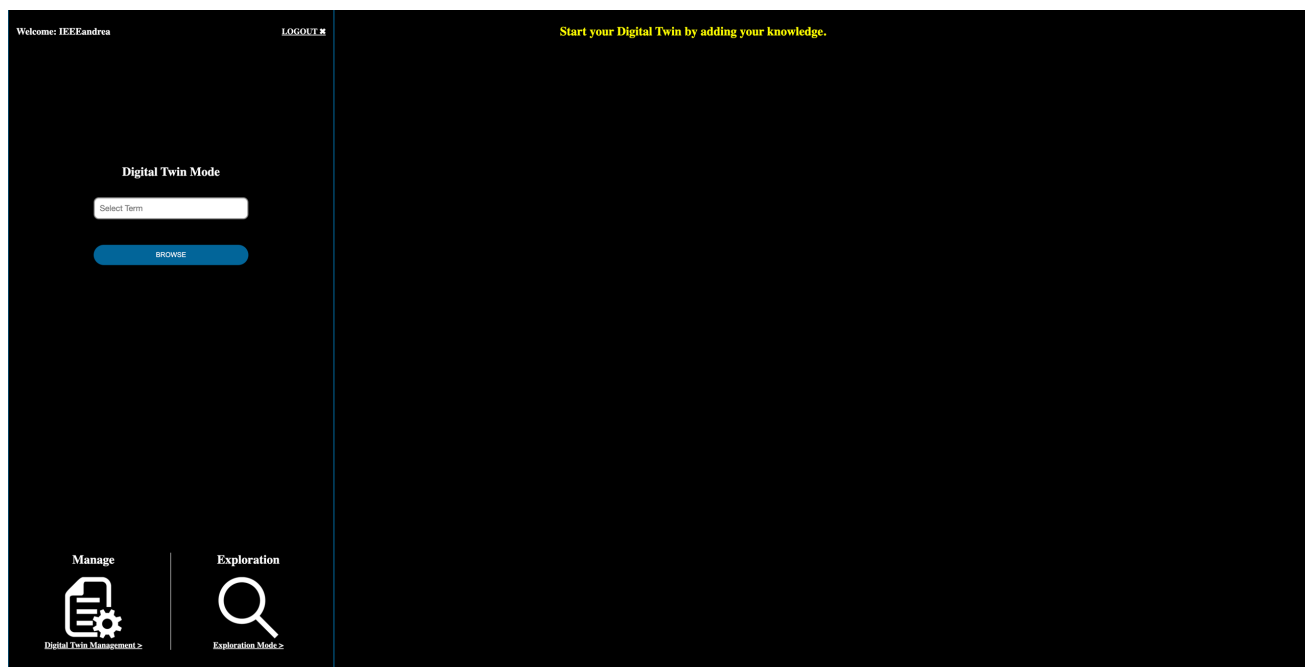 Welcome: IEEEandrea
LOGOUT ✖
Start your Digital Twin by adding your knowledge.
Digital Twin Mode
Select Term
BROWSE
Manage
Exploration
Digital Twin Management >
Exploration Mode >